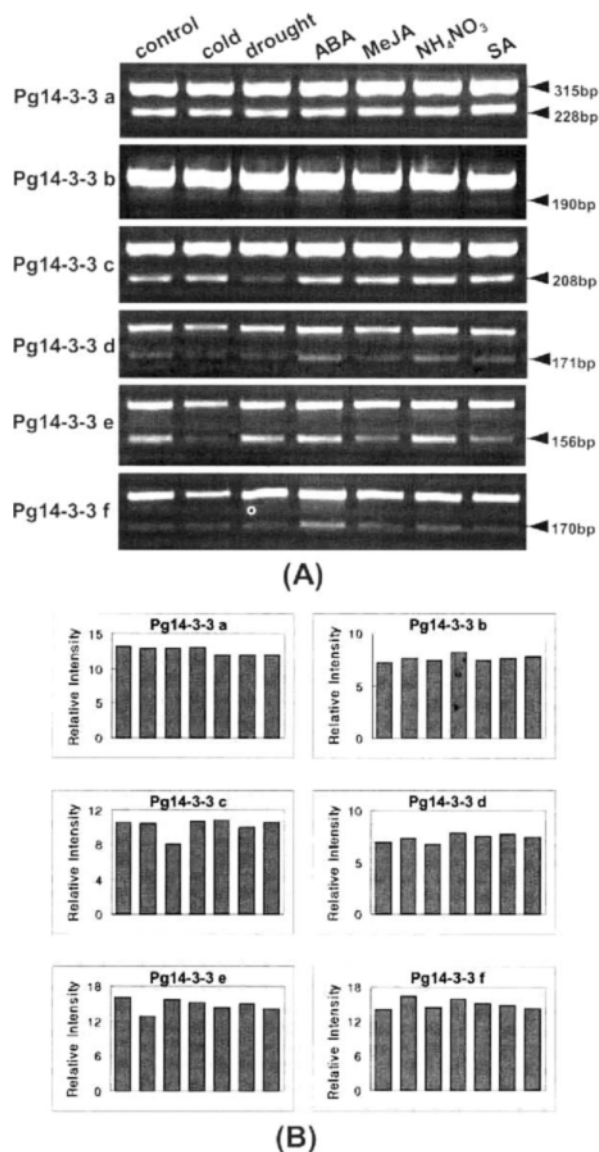 control cold drought ABA MeJA NH₄NO₃ SA
Pg14-3-3 a
315bp
228bp
Pg14-3-3 b
190bp
Pg14-3-3 c
208bp
Pg14-3-3 d
171bp
Pg14-3-3 e
156bp
Pg14-3-3 f
170bp
(A)
Pg14-3-3 a
Relative Intensity
15
10
5
0
Pg14-3-3 b
Relative Intensity
10
5
0
Pg14-3-3 c
Relative Intensity
12
8
4
0
Pg14-3-3 d
Relative Intensity
10
5
0
Pg14-3-3 e
Relative Intensity
18
12
6
0
Pg14-3-3 f
Relative Intensity
18
12
6
0
(B)